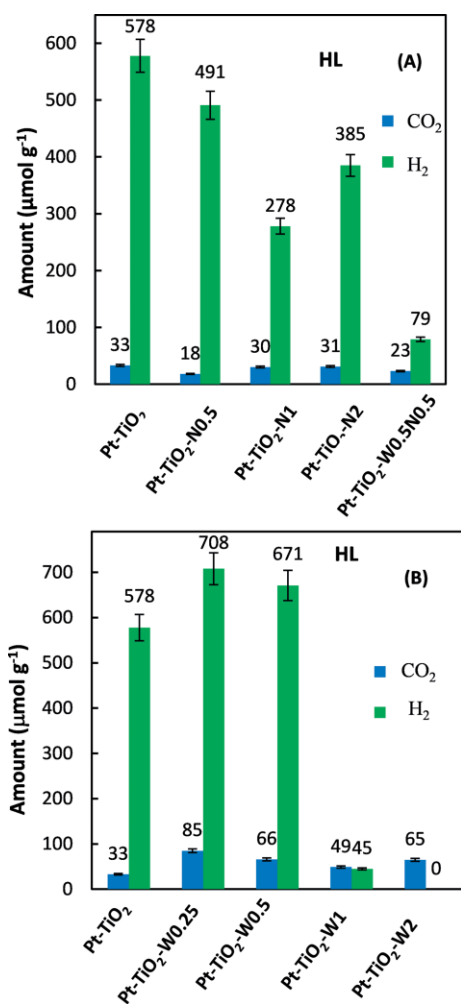 HL (A)
Amount (μmol g⁻¹)
600
500
400
300
200
100
0
578
491
278
385
79
33
18
30
31
23
CO₂
H₂
Pt-TiO₂
Pt-TiO₂-N0.5
Pt-TiO₂-N1
Pt-TiO₂-N2
Pt-TiO₂-W0.5N0.5
HL
(B)
Amount (μmol g⁻¹)
700
600
500
400
300
200
100
0
578
708
671
33
85
66
49
45
65
0
CO₂
H₂
Pt-TiO₂
Pt-TiO₂-W0.25
Pt-TiO₂-W0.5
Pt-TiO₂-W1
Pt-TiO₂-W2